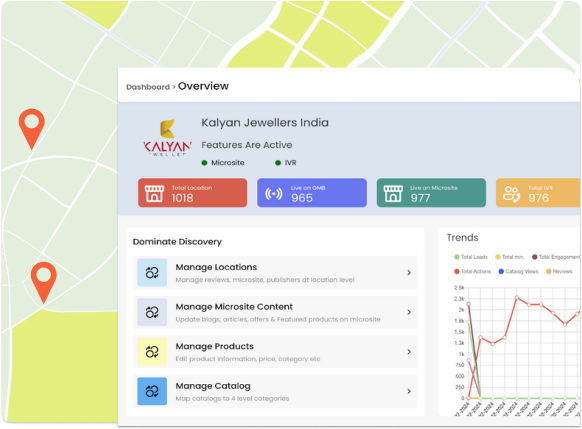 Dashboard > Overview
Kalyan Jewellers India
KALYAN
Features Are Active
Microsite
IVR
Total Location
1018
Live on GMB
965
Live on Microsite
977
Total IVR
976
Dominate Discovery
Manage Locations
Manage reviews, microsite, publishers at location level
Manage Microsite Content
Update blogs, articles, offers & Featured products on microsite
Manage Products
Edit product information, price, category etc
Manage Catalog
Map catalogs to 4 level categories
Trends
Total Leads
Total min.
Total Engagement
Total Actions
Catalog Views
Reviews
2.5k
2.3k
2k
1.8k
1.5k
1.3k
1k
750
500
250
0